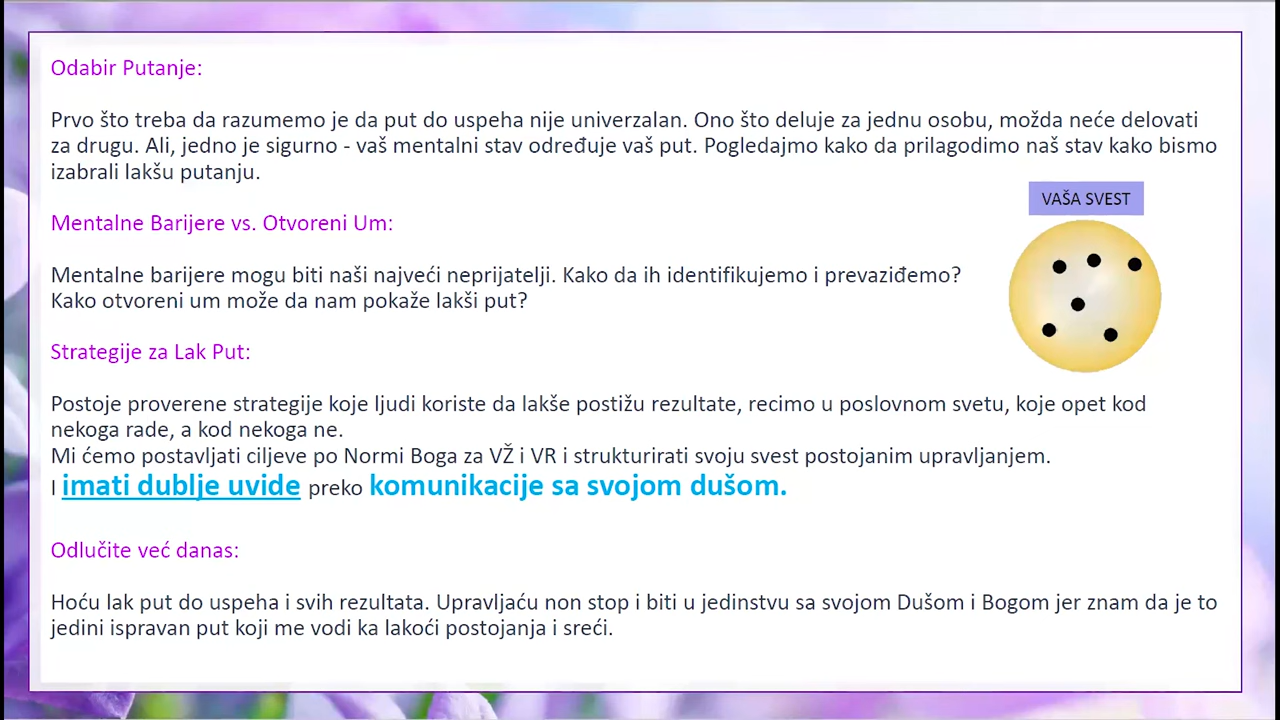 Odabir Putanje:
Prvo što treba da razumemo je da put do uspeha nije univerzalan. Ono što deluje za jednu osobu, možda neće delovati
za drugu. Ali, jedno je sigurno - vaš mentalni stav određuje vaš put. Pogledajmo kako da prilagodimo naš stav kako bismo
izabrali lakšu putanju.
VAŠA SVEST
Mentalne Barijere vs. Otvoreni Um:
Mentalne barijere mogu biti naši najveći neprijatelji. Kako da ih identifikujemo i prevaziđemo?
Kako otvoreni um može da nam pokaže lakši put?
Strategije za Lak Put:
Postoje proverene strategije koje ljudi koriste da lakše postižu rezultate, recimo u poslovnom svetu, koje opet kod
nekoga rade, a kod nekoga ne.
Mi ćemo postavljati ciljeve po Normi Boga za VŽ i VR i strukturirati svoju svest postojanim upravljanjem.
I imati dublje uvide preko komunikacije sa svojom dušom.
Odlučite već danas:
Hoću lak put do uspeha i svih rezultata. Upravljaću non stop i biti u jedinstvu sa svojom Dušom i Bogom jer znam da je to
jedini ispravan put koji me vodi ka lakoći postojanja i sreći.